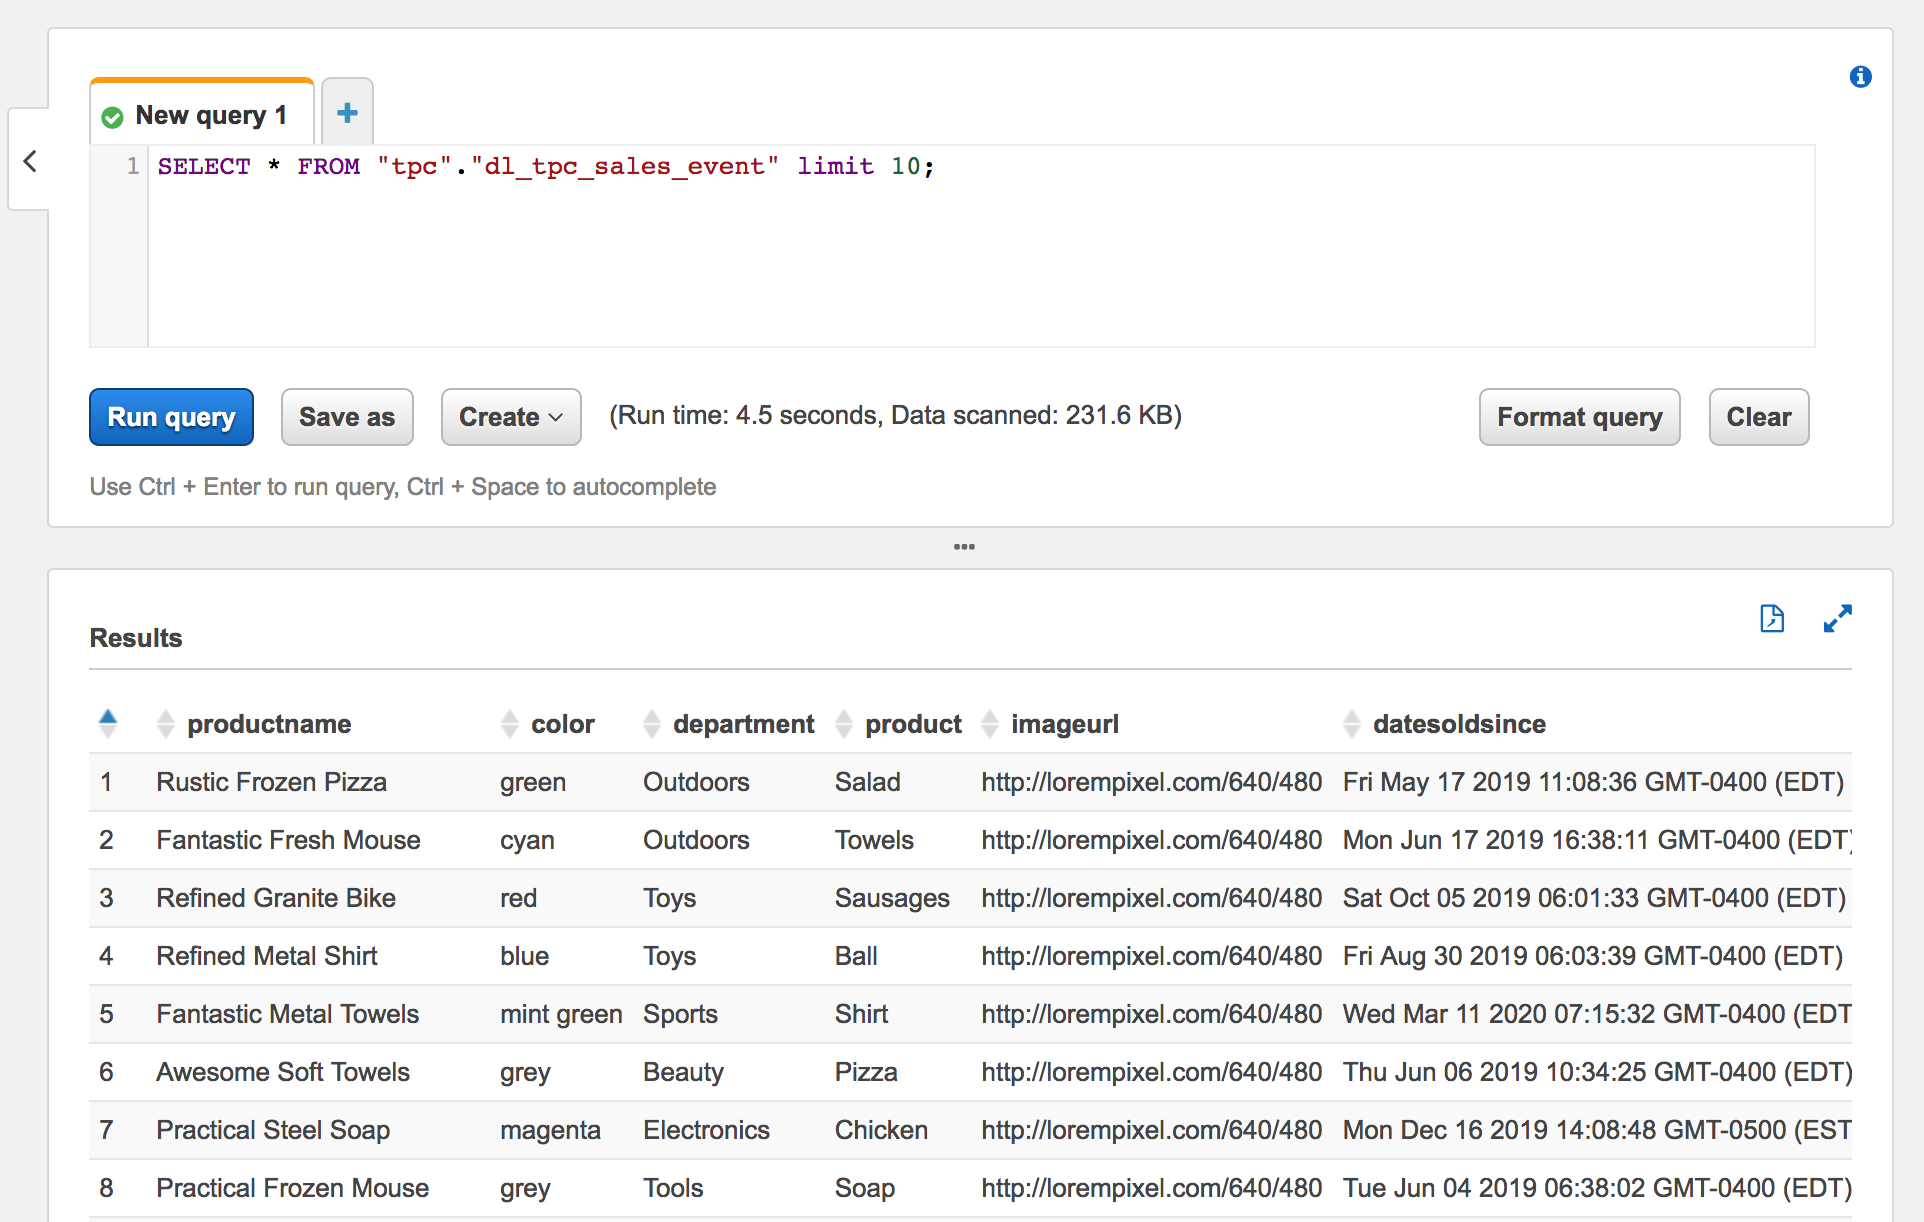 New query 1
1 SELECT * FROM "tpc"."dl_tpc_sales_event" limit 10;
Run query Save as Create (Run time: 4.5 seconds, Data scanned: 231.6 KB) Format query Clear
Use Ctrl + Enter to run query, Ctrl + Space to autocomplete
Results
productname color department product imageurl datesoldsince
1 Rustic Frozen Pizza green Outdoors Salad http://lorempixel.com/640/480 Fri May 17 2019 11:08:36 GMT-0400 (EDT)
2 Fantastic Fresh Mouse cyan Outdoors Towels http://lorempixel.com/640/480 Mon Jun 17 2019 16:38:11 GMT-0400 (EDT)
3 Refined Granite Bike red Toys Sausages http://lorempixel.com/640/480 Sat Oct 05 2019 06:01:33 GMT-0400 (EDT)
4 Refined Metal Shirt blue Toys Ball http://lorempixel.com/640/480 Fri Aug 30 2019 06:03:39 GMT-0400 (EDT)
5 Fantastic Metal Towels mint green Sports Shirt http://lorempixel.com/640/480 Wed Mar 11 2020 07:15:32 GMT-0400 (EDT
6 Awesome Soft Towels grey Beauty Pizza http://lorempixel.com/640/480 Thu Jun 06 2019 10:34:25 GMT-0400 (EDT)
7 Practical Steel Soap magenta Electronics Chicken http://lorempixel.com/640/480 Mon Dec 16 2019 14:08:48 GMT-0500 (EST
8 Practical Frozen Mouse grey Tools Soap http://lorempixel.com/640/480 Tue Jun 04 2019 06:38:02 GMT-0400 (EDT)